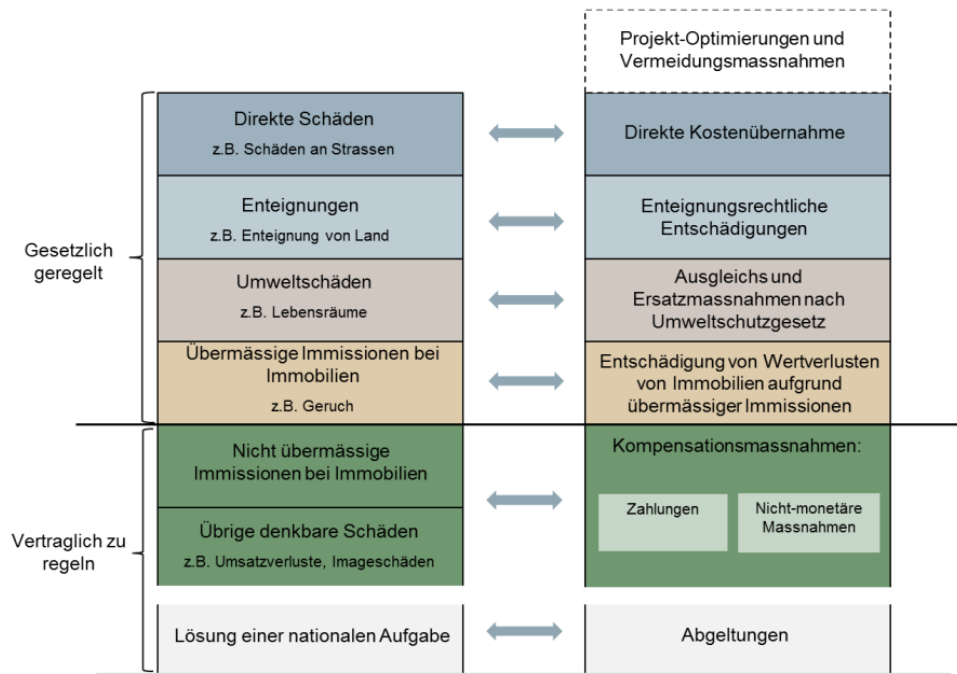 Projekt-Optimierungen und
Vermeidungsmassnahmen
Gesetzlich
geregelt
Direkte Schäden
z.B. Schäden an Strassen
Direkte Kostenübernahme
Enteignungen
z.B. Enteignung von Land
Enteignungsrechtliche
Entschädigungen
Umweltschäden
z.B. Lebensräume
Ausgleichs und
Ersatzmassnahmen nach
Umweltschutzgesetz
Übermässige Immissionen bei
Immobilien
z.B. Geruch
Entschädigung von Wertverlusten
von Immobilien aufgrund
übermässiger Immissionen
Vertraglich zu
regeln
Nicht übermässige
Immissionen bei Immobilien
Übrige denkbare Schäden
z.B. Umsatzverluste, Imageschäden
Kompensationsmassnahmen:
Zahlungen
Nicht-monetäre
Massnahmen
Lösung einer nationalen Aufgabe
Abgeltungen